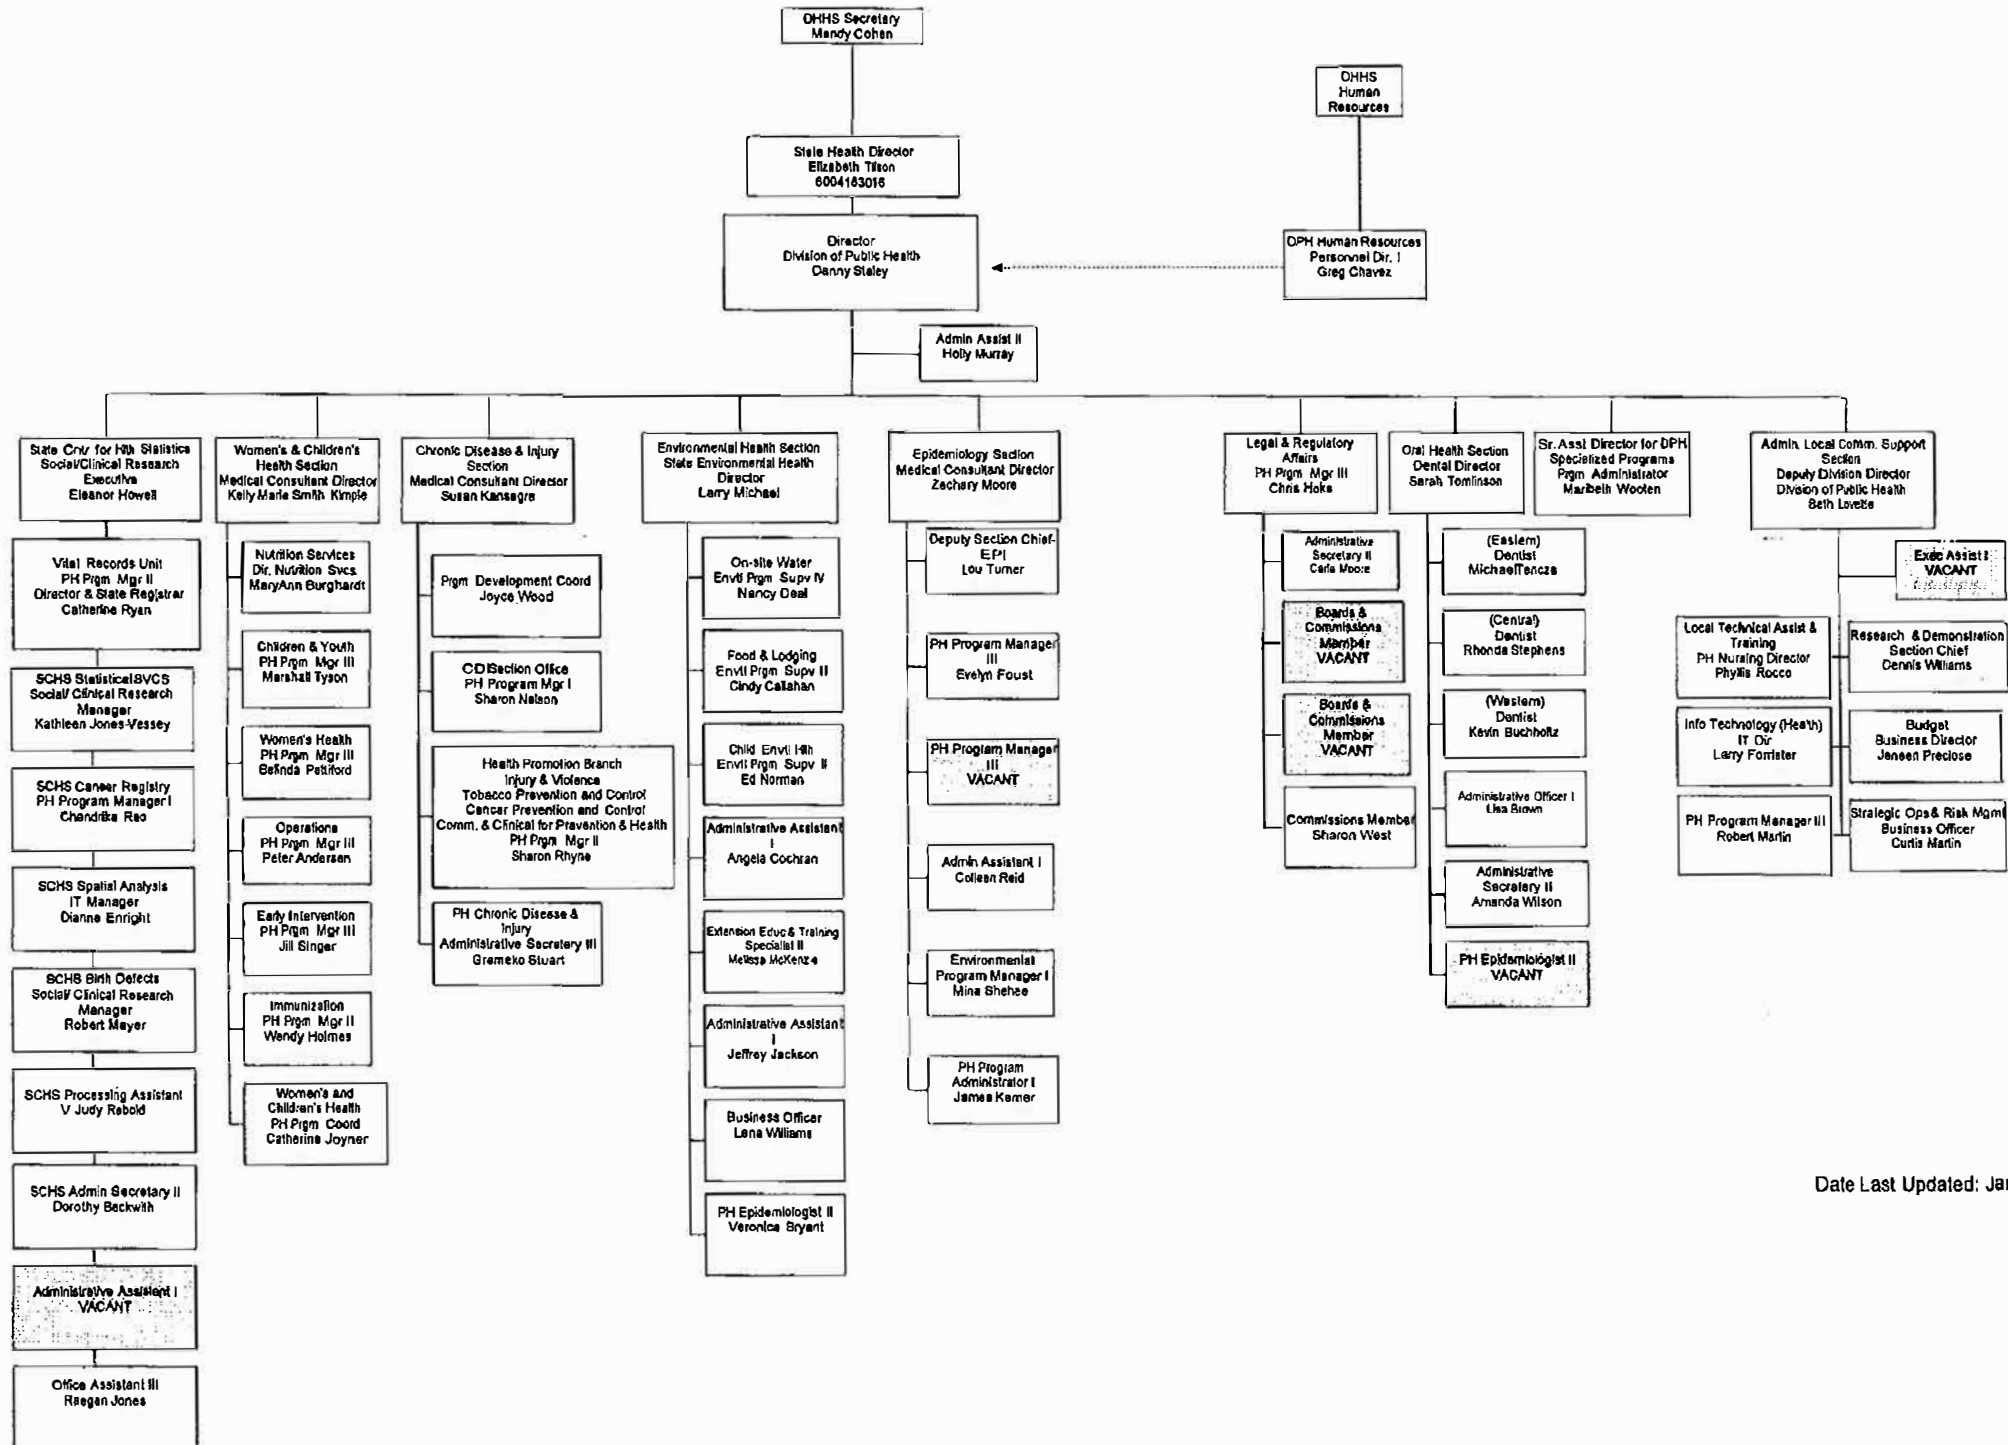 DHHS Secretary
Mandy Cohen
DHHS
Human
Resources
State Health Director
Elizabeth Tilson
6004163016
Director
Division of Public Health
Danny Staley
DPH Human Resources
Personnel Dir. I
Greg Chavez
Admin Assist II
Holly Murray
State Cntr for Hlth Statistics
Social/Clinical Research
Executive
Eleanor Howell
Vital Records Unit
PH Prgm Mgr II
Director & State Registrar
Catherine Ryan
SCHS Statistical SVCS
Social/ Clinical Research
Manager
Kathleen Jones-Vessey
SCHS Cancer Registry
PH Program Manager I
Chandrika Rao
SCHS Spatial Analysis
IT Manager
Dianne Enright
SCHS Birth Defects
Social/ Clinical Research
Manager
Robert Meyer
SCHS Processing Assistant
V Judy Rebold
SCHS Admin Secretary II
Dorothy Beckwith
Administrative Assistant I
VACANT
Office Assistant III
Raegan Jones
Women's & Children's
Health Section
Medical Consultant Director
Kelly Marie Smith Kimple
Nutrition Services
Dir. Nutrition Svcs.
MaryAnn Burghardt
Children & Youth
PH Prgm Mgr III
Marshall Tyson
Women's Health
PH Prgm Mgr III
Belinda Pettiford
Operations
PH Prgm Mgr III
Peter Andersen
Early Intervention
PH Prgm Mgr III
Jill Singer
Immunization
PH Prgm Mgr II
Wendy Holmes
Women's and
Children's Health
PH Prgm Coord
Catherine Joyner
Chronic Disease & Injury
Section
Medical Consultant Director
Susan Kansagra
Prgm Development Coord
Joyce Wood
CDI Section Office
PH Program Mgr I
Sharon Nelson
Health Promotion Branch
Injury & Violence
Tobacco Prevention and Control
Cancer Prevention and Control
Comm. & Clinical for Prevention & Health
PH Prgm Mgr II
Sharon Rhyne
PH Chronic Disease &
Injury
Administrative Secretary III
Grameko Stuart
Environmental Health Section
State Environmental Health
Director
Larry Michael
On-site Water
Envtl Prgm Supv IV
Nancy Deal
Food & Lodging
Envtl Prgm Supv III
Cindy Callahan
Child Envtl Hlth
Envtl Prgm Supv II
Ed Norman
Administrative Assistant
I
Angela Cochran
Extension Educ & Training
Specialist II
Melissa McKenzie
Administrative Assistant
I
Jeffrey Jackson
Business Officer
Lena Williams
PH Epidemiologist II
Veronica Bryant
Epidemiology Section
Medical Consultant Director
Zachary Moore
Deputy Section Chief-
EPI
Lou Turner
PH Program Manager
III
Evelyn Foust
PH Program Manager
III
VACANT
Admin Assistant I
Colleen Reid
Environmental
Program Manager I
Mina Shehee
PH Program
Administrator I
James Kerner
Legal & Regulatory
Affairs
PH Prgm Mgr III
Chris Hoke
Administrative
Secretary II
Carla Moore
Boards &
Commissions
Member
VACANT
Boards &
Commissions
Member
VACANT
Commissions Member
Sharon West
Oral Health Section
Dental Director
Sarah Tomlinson
(Eastern)
Dentist
Michael Tencza
(Central)
Dentist
Rhonda Stephens
(Western)
Dentist
Kevin Buchholtz
Administrative Officer I
Lisa Brown
Administrative
Secretary II
Amanda Wilson
PH Epidemiologist II
VACANT
Sr. Asst Director for DPH
Specialized Programs
Prgm Administrator
Maribeth Wooten
Admin, Local Comm. Support
Section
Deputy Division Director
Division of Public Health
Beth Lovette
Exec Assist I
VACANT
Local Technical Assist &
Training
PH Nursing Director
Phyllis Rocco
Research & Demonstration
Section Chief
Dennis Williams
Info Technology (Health)
IT Dir
Larry Forrister
Budget
Business Director
Jeneen Preciose
PH Program Manager III
Robert Martin
Strategic Ops & Risk Mgmt
Business Officer
Curtis Martin
Date Last Updated: Jan